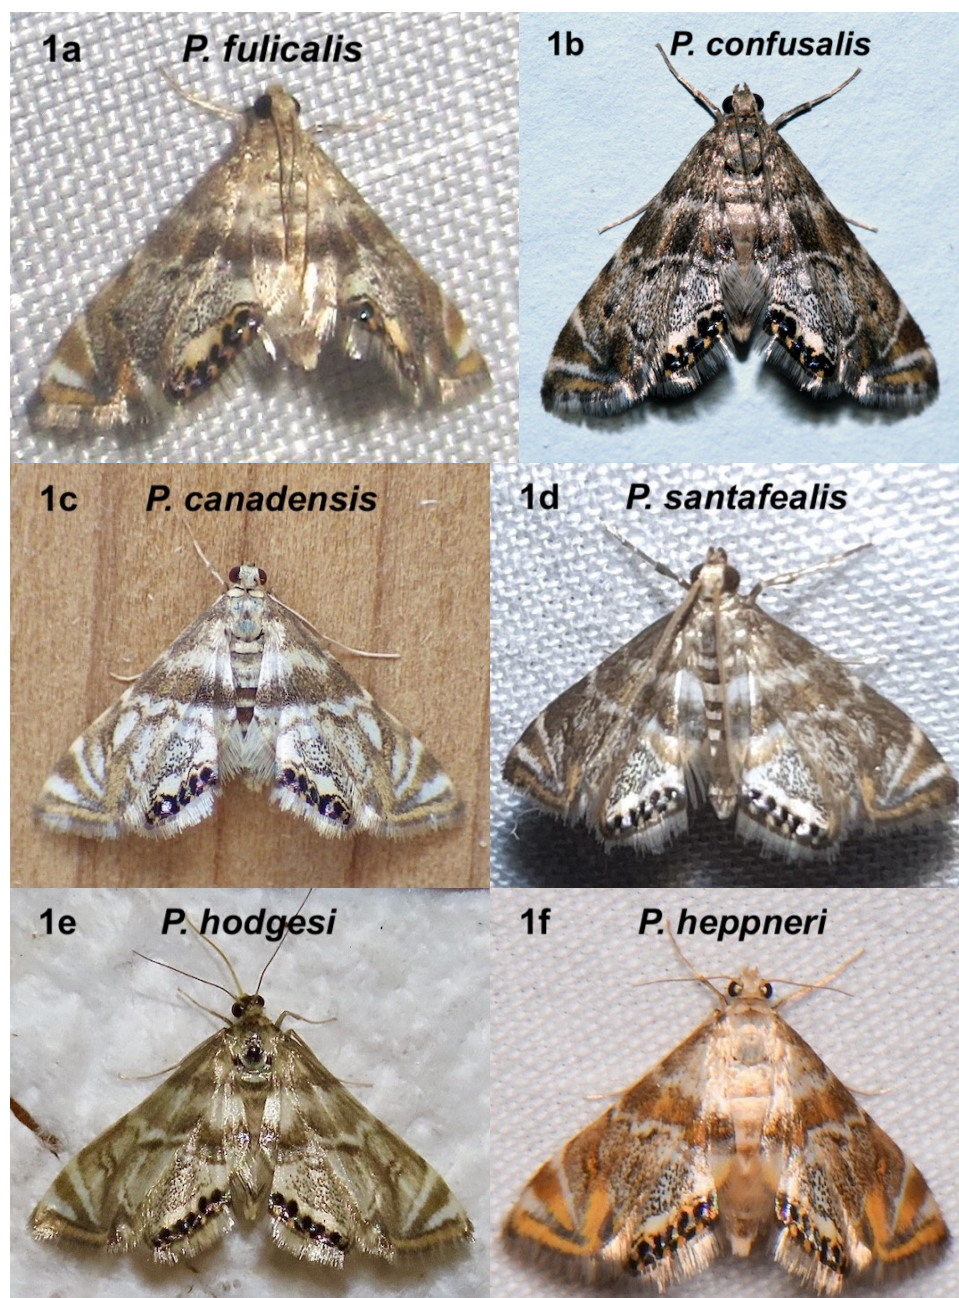 1a P. fulicalis
1b P. confusalis
1c P. canadensis
1d P. santafealis
1e P. hodgesi
1f P. heppneri